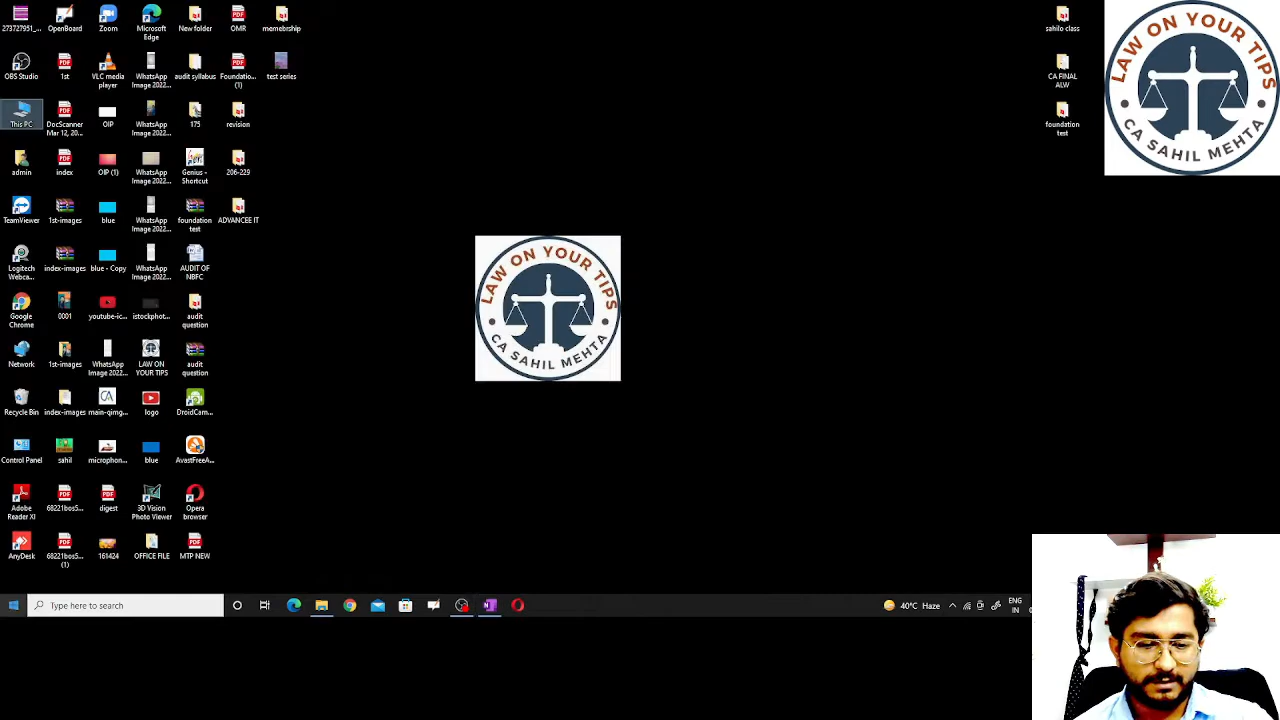 273727951_...
OpenBoard
Zoom
Microsoft
Edge
New folder
OMR
memebrship
OBS Studio
1st
VLC media
player
WhatsApp
Image 2022...
audit syllabus
Foundatio...
(1)
test series
This PC
DocScanner
Mar 12, 20...
OIP
WhatsApp
Image 2022...
175
revision
admin
index
OIP (1)
WhatsApp
Image 2022...
Genius -
Shortcut
206-229
TeamViewer
1st-images
blue
WhatsApp
Image 2022...
foundation
test
ADVANCEE IT
Logitech
Webca...
index-images
blue - Copy
WhatsApp
Image 2022...
AUDIT OF
NBFC
Google
Chrome
0001
youtube-ic...
istockphot...
audit
question
Network
1st-images
WhatsApp
Image 2022...
LAW ON
YOUR TIPS
audit
question
Recycle Bin
index-images
main-qimg...
logo
DroidCam...
Control Panel
sahil
microphon...
blue
AvastFreeA...
Adobe
Reader XI
68221bos5...
digest
3D Vision
Photo Viewer
Opera
browser
AnyDesk
68221bos5...
(1)
161424
OFFICE FILE
MTP NEW
sahilo class
CA FINAL
ALW
foundation
test
LAW ON YOUR TIPS
CA SAHIL MEHTA
LAW ON YOUR TIPS
CA SAHIL MEHTA
Type here to search
40°C Haze
ENG
IN